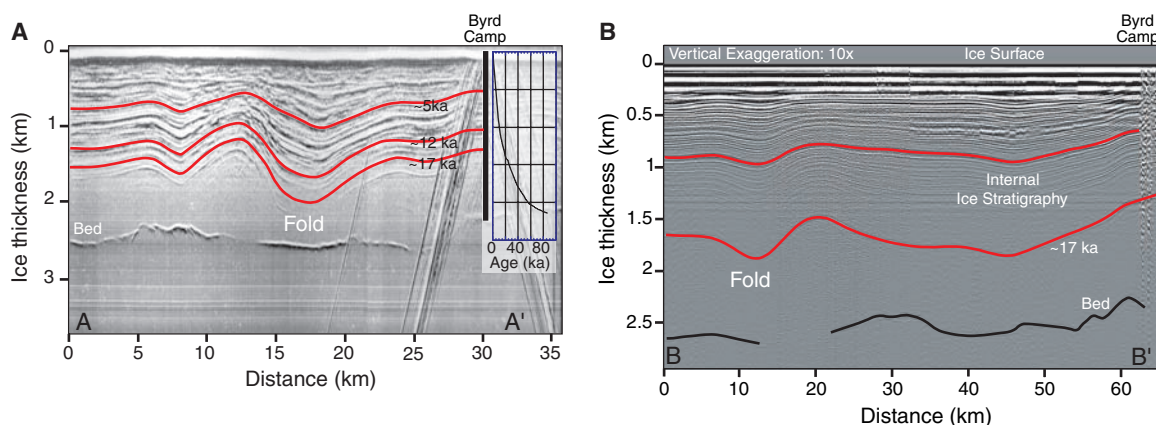 A
Byrd
Camp
0
1
2
3
Ice thickness (km)
~5ka
~12 ka
~17 ka
Fold
Bed
A
A'
0 40 80
Age (ka)
0 5 10 15 20 25 30 35
Distance (km)
B
Byrd
Camp
Vertical Exaggeration: 10x
Ice Surface
0
0.5
1
1.5
2
2.5
Ice thickness (km)
Internal
Ice Stratigraphy
~17 ka
Fold
Bed
B
B'
0 10 20 30 40 50 60
Distance (km)